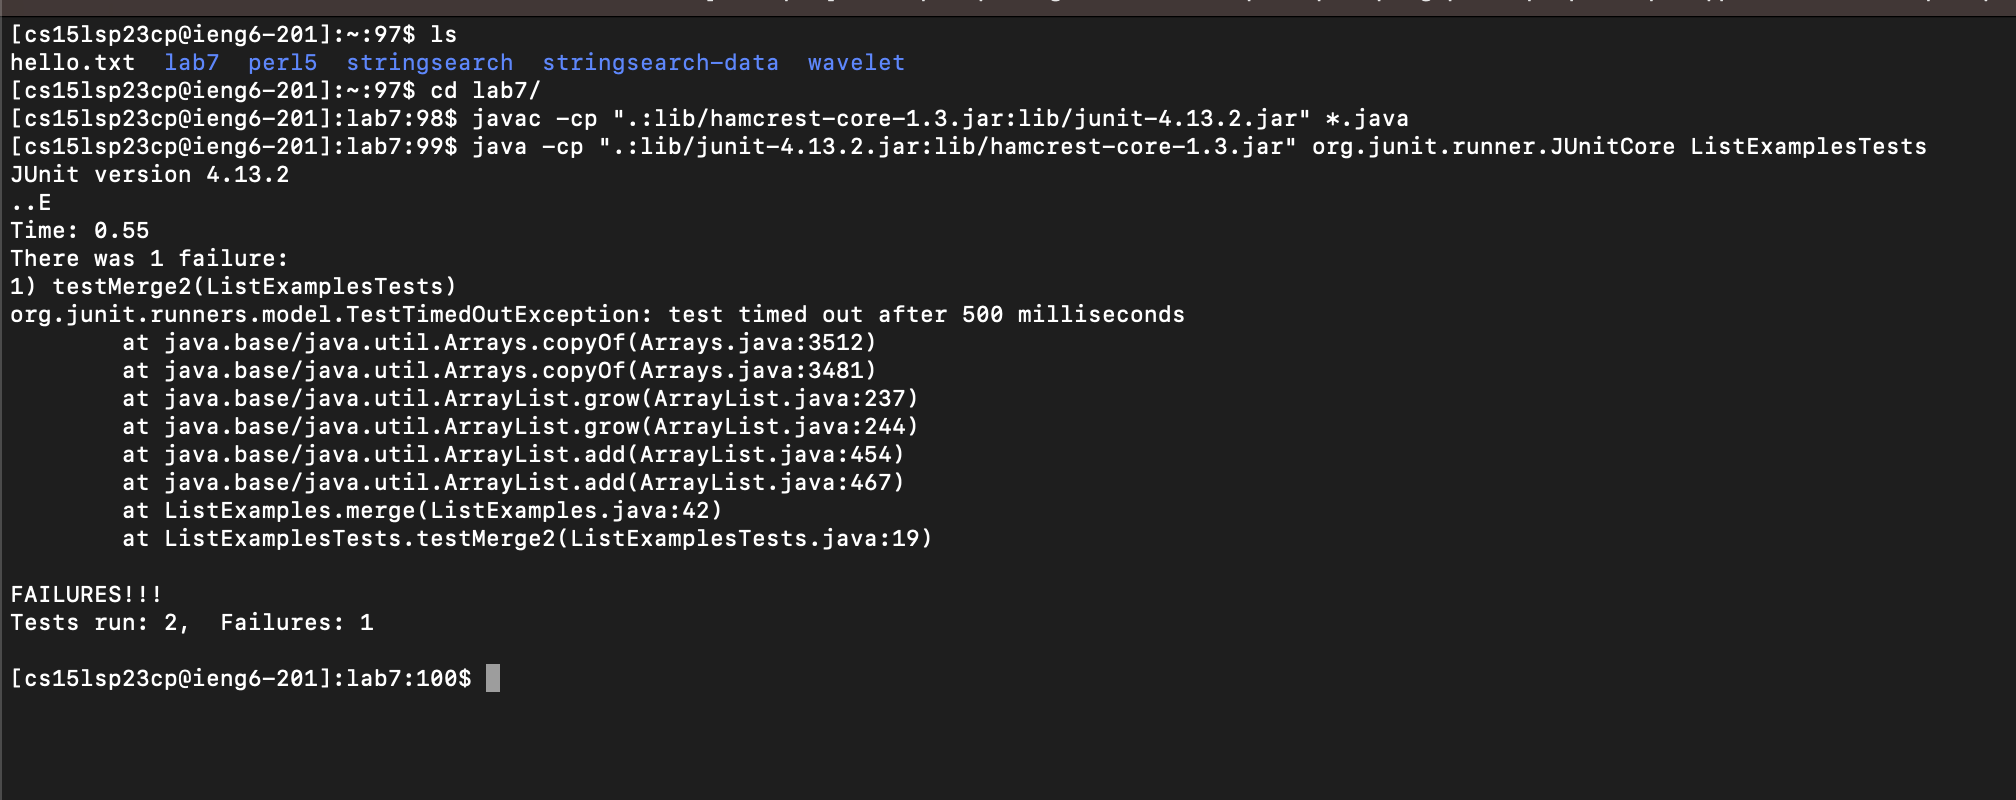 [cs15lsp23cp@ieng6-201]:~:97$ ls
hello.txt  lab7  perl5  stringsearch  stringsearch-data  wavelet
[cs15lsp23cp@ieng6-201]:~:97$ cd lab7/
[cs15lsp23cp@ieng6-201]:lab7:98$ javac -cp ".:lib/hamcrest-core-1.3.jar:lib/junit-4.13.2.jar" *.java
[cs15lsp23cp@ieng6-201]:lab7:99$ java -cp ".:lib/junit-4.13.2.jar:lib/hamcrest-core-1.3.jar" org.junit.runner.JUnitCore ListExamplesTests
JUnit version 4.13.2
..E
Time: 0.55
There was 1 failure:
1) testMerge2(ListExamplesTests)
org.junit.runners.model.TestTimedOutException: test timed out after 500 milliseconds
        at java.base/java.util.Arrays.copyOf(Arrays.java:3512)
        at java.base/java.util.Arrays.copyOf(Arrays.java:3481)
        at java.base/java.util.ArrayList.grow(ArrayList.java:237)
        at java.base/java.util.ArrayList.grow(ArrayList.java:244)
        at java.base/java.util.ArrayList.add(ArrayList.java:454)
        at java.base/java.util.ArrayList.add(ArrayList.java:467)
        at ListExamples.merge(ListExamples.java:42)
        at ListExamplesTests.testMerge2(ListExamplesTests.java:19)
FAILURES!!!
Tests run: 2,  Failures: 1
[cs15lsp23cp@ieng6-201]:lab7:100$